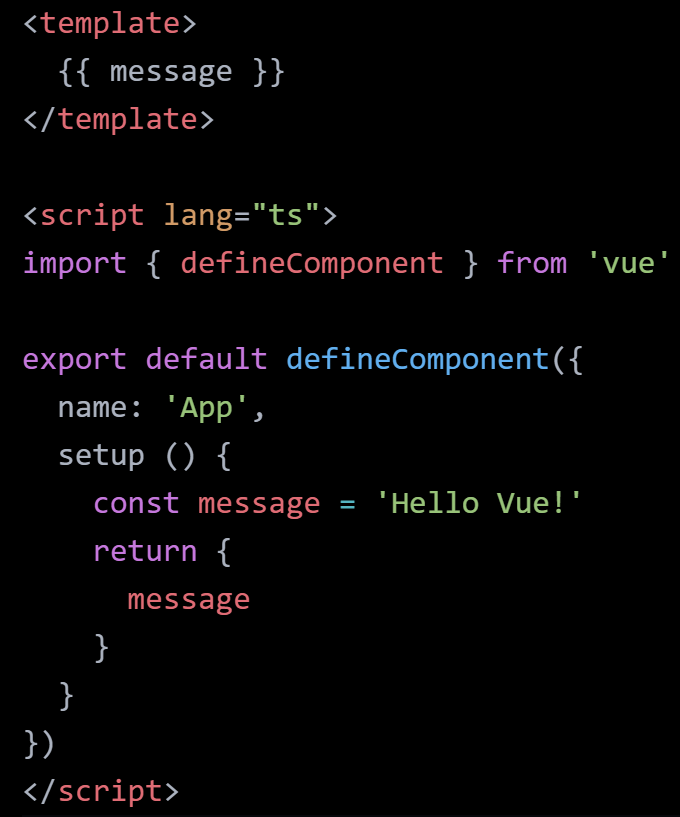 <template>
  {{ message }}
</template>

<script lang="ts">
import { defineComponent } from 'vue'

export default defineComponent({
  name: 'App',
  setup () {
    const message = 'Hello Vue!'
    return {
      message
    }
  }
})
</script>